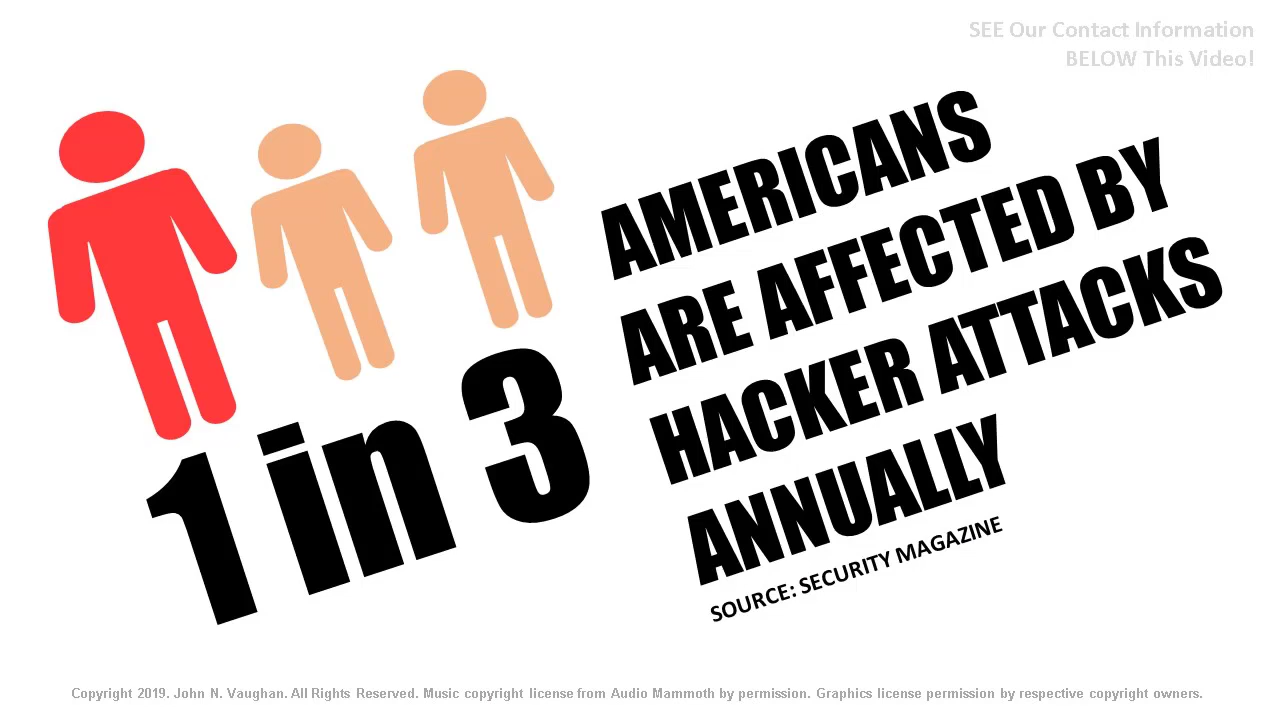 SEE Our Contact Information
BELOW This Video!
1 in 3
AMERICANS
ARE AFFECTED BY
HACKER ATTACKS
ANNUALLY
SOURCE: SECURITY MAGAZINE
Copyright 2019. John N. Vaughan. All Rights Reserved. Music copyright license from Audio Mammoth by permission. Graphics license permission by respective copyright owners.